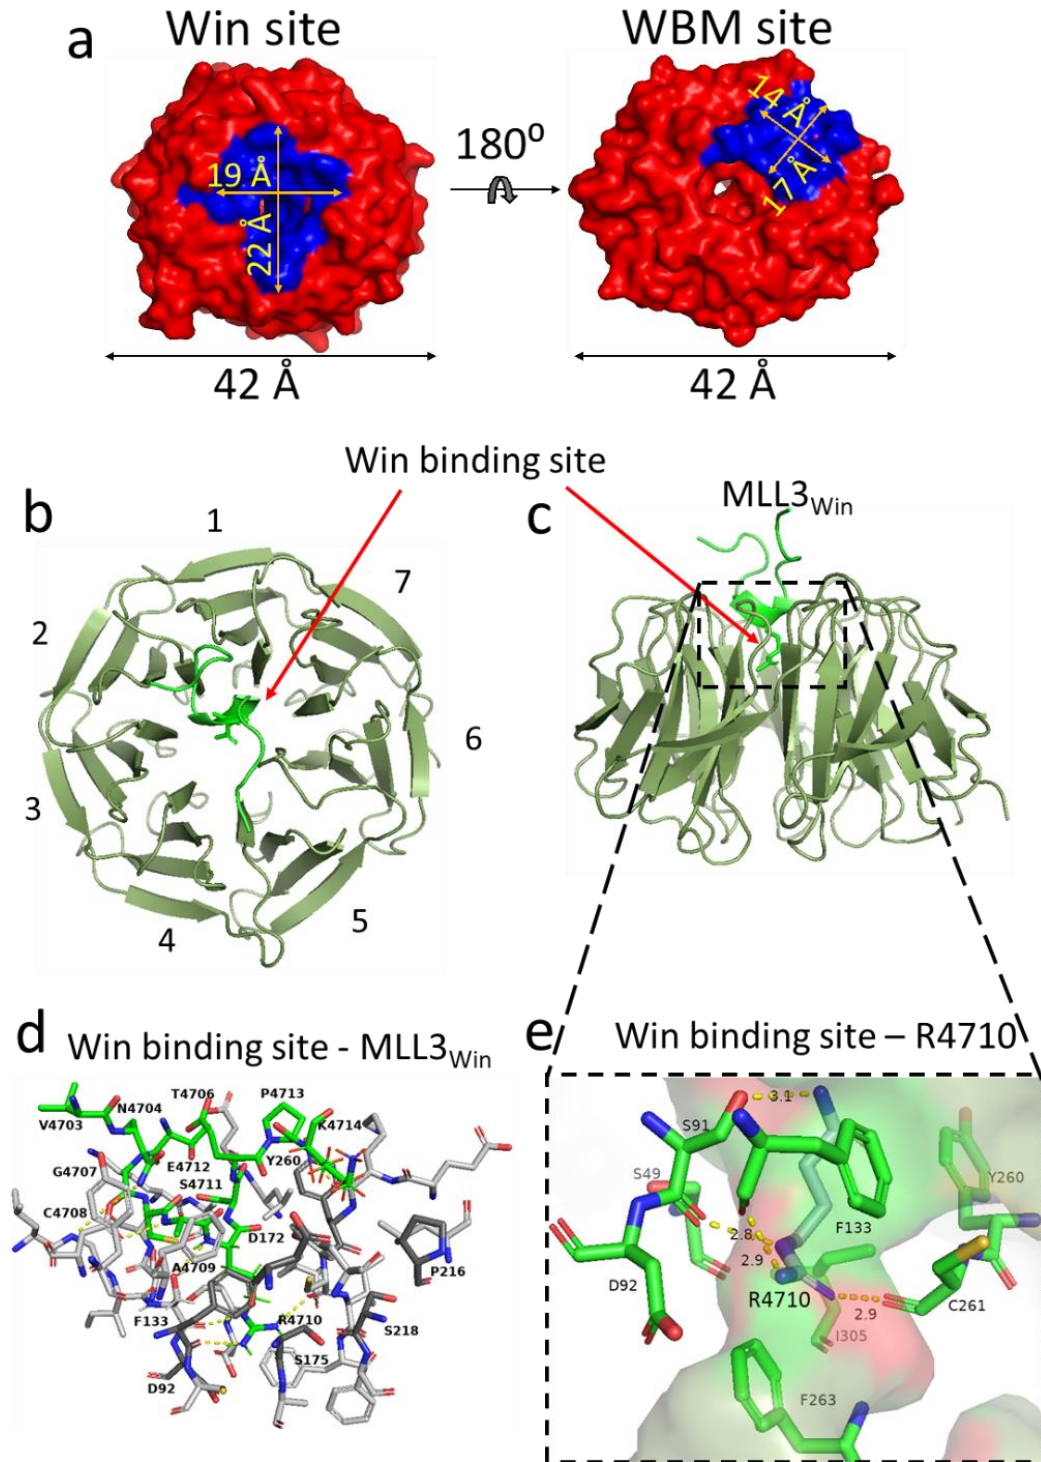 a
Win site
WBM site
19 Å
22 Å
180⁰
14 Å
17 Å
42 Å
42 Å
Win binding site
b
1
2
3
4
5
6
7
c
MLL3Win
d
Win binding site - MLL3Win
V4703
N4704
T4706
P4713
K4714
G4707
E4712
Y260
S4711
C4708
D172
A4709
P216
F133
R4710
S218
S175
D92
e
Win binding site – R4710
3.1
S91
S49
Y260
2.8
F133
2.9
D92
R4710
2.9
C261
I305
F263